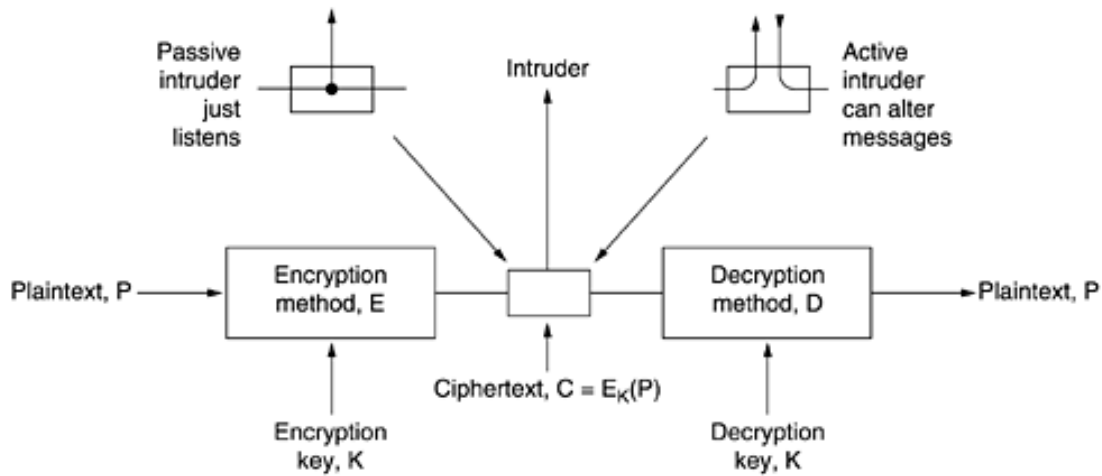 Passive
intruder
just
listens
Intruder
Active
intruder
can alter
messages
Plaintext, P
Encryption
method, E
Decryption
method, D
Plaintext, P
Ciphertext, C = E_K(P)
Encryption
key, K
Decryption
key, K